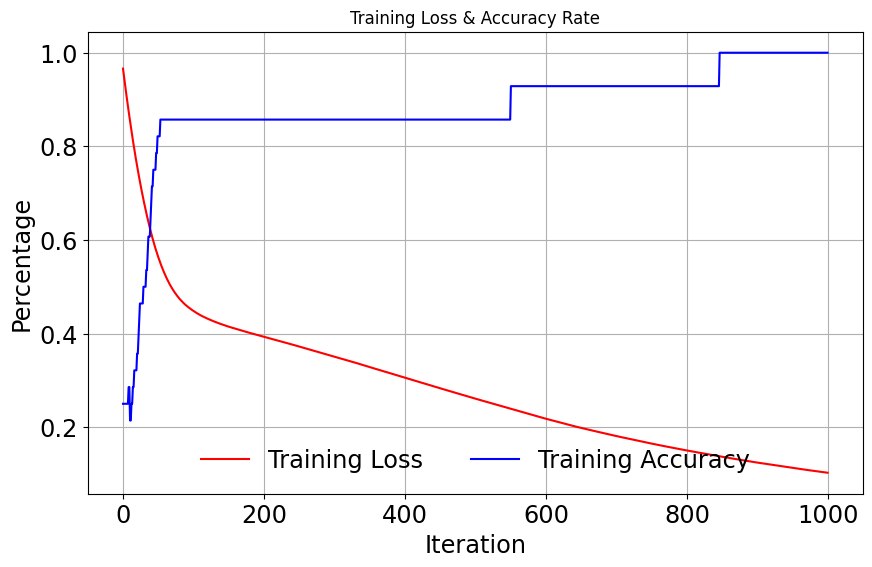 Training Loss & Accuracy Rate
1.0
0.8
0.6
0.4
0.2
Percentage
Training Loss Training Accuracy
0 200 400 600 800 1000
Iteration